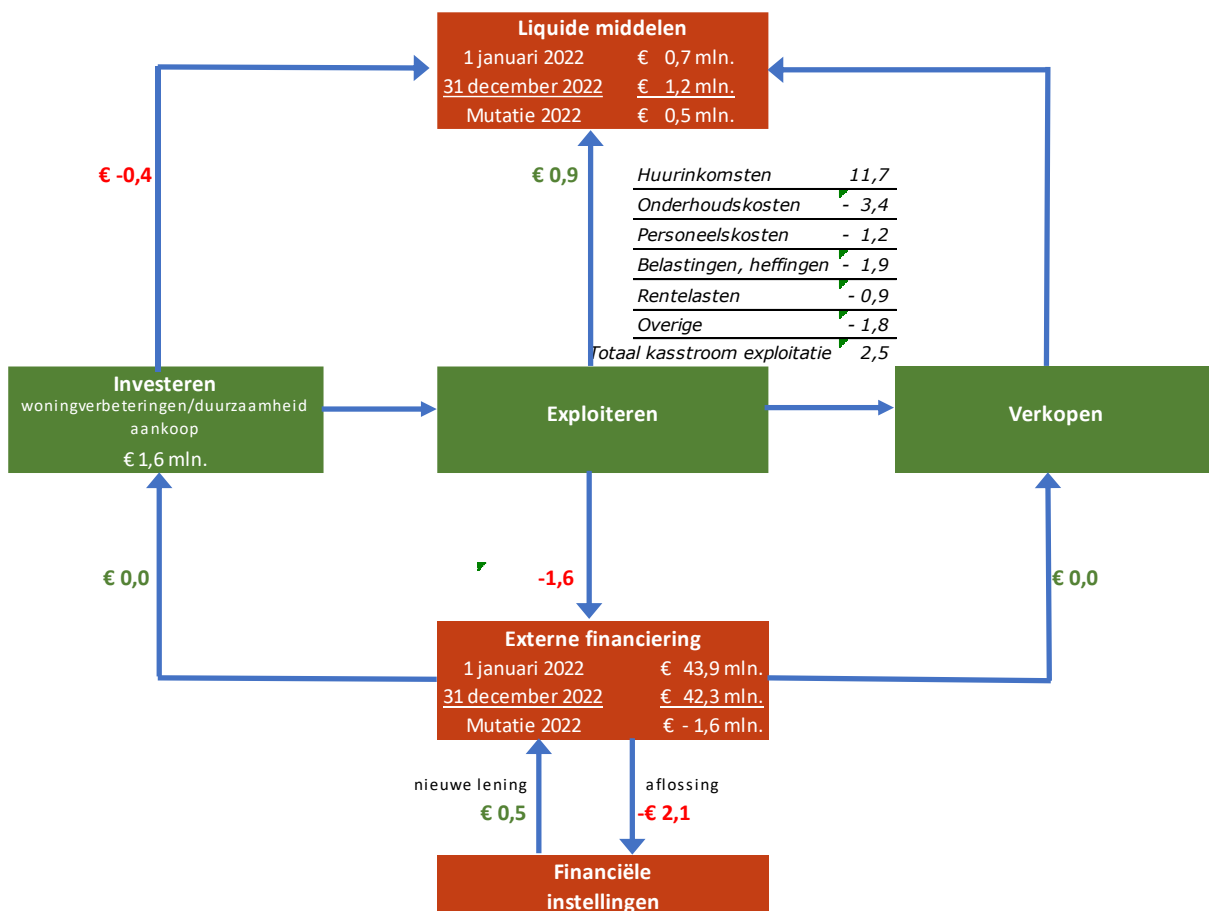 Liquide middelen
1 januari 2022 € 0,7 mln.
31 december 2022 € 1,2 mln.
Mutatie 2022 € 0,5 mln.
€ -0,4
€ 0,9
Huurinkomsten 11,7
Onderhoudskosten - 3,4
Personeelskosten - 1,2
Belastingen, heffingen - 1,9
Rentelasten - 0,9
Overige - 1,8
Totaal kasstroom exploitatie 2,5
Investeren
woningverbeteringen/duurzaamheid
aankoop
€ 1,6 mln.
Exploiteren
Verkopen
€ 0,0
-1,6
€ 0,0
Externe financiering
1 januari 2022 € 43,9 mln.
31 december 2022 € 42,3 mln.
Mutatie 2022 € - 1,6 mln.
nieuwe lening
€ 0,5
aflossing
-€ 2,1
Financiële
instellingen